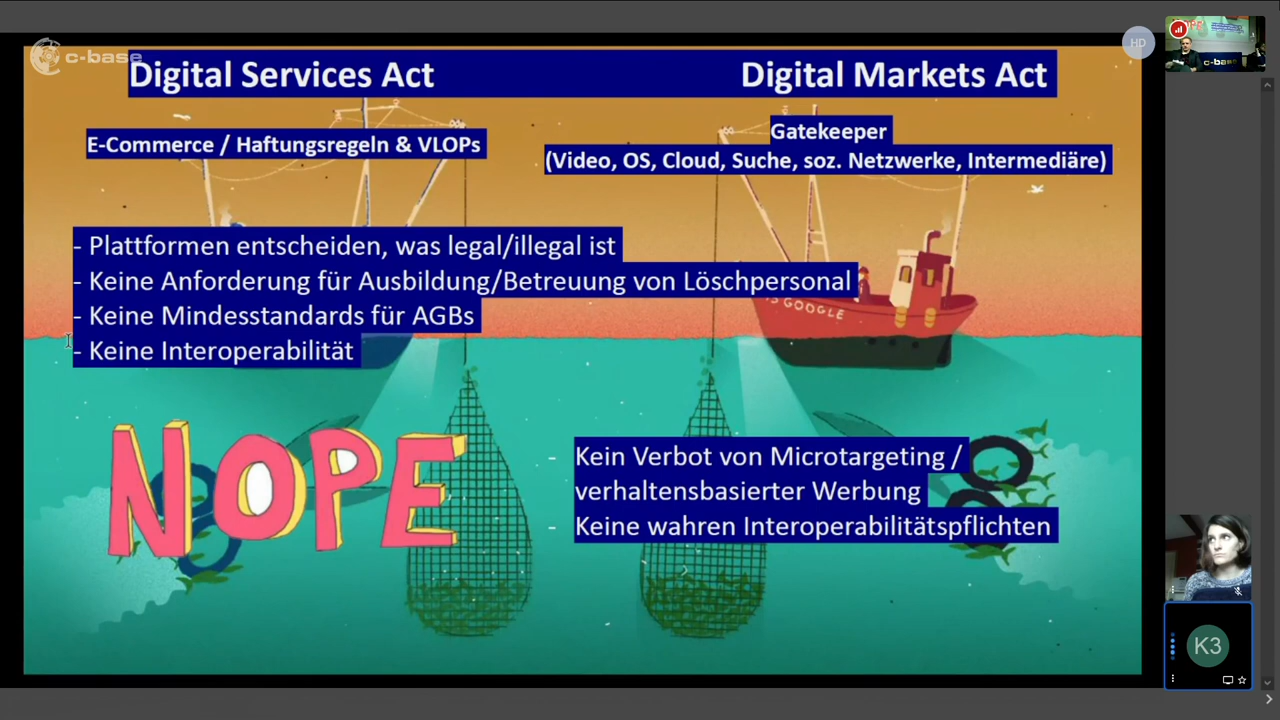 c-base
Digital Services Act
Digital Markets Act
E-Commerce / Haftungsregeln & VLOPs
Gatekeeper
(Video, OS, Cloud, Suche, soz. Netzwerke, Intermediäre)
- Plattformen entscheiden, was legal/illegal ist
- Keine Anforderung für Ausbildung/Betreuung von Löschpersonal
- Keine Mindesstandards für AGBs
- Keine Interoperabilität
GOOGLE
NOPE
- Kein Verbot von Microtargeting /
verhaltensbasierter Werbung
- Keine wahren Interoperabilitätspflichten
HD
c-base
K3